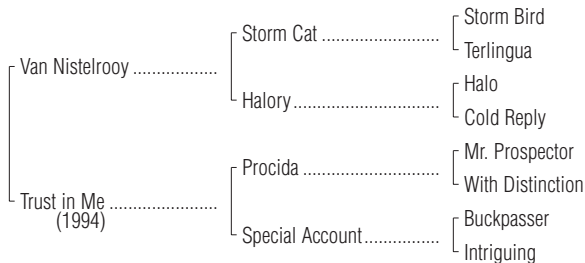 Storm Bird
Storm Cat ........................
Terlingua
Van Nistelrooy .................
Halo
Halory ..............................
Cold Reply
Mr. Prospector
Procida ............................
With Distinction
Trust in Me ......................
(1994)
Buckpasser
Special Account ...............
Intriguing